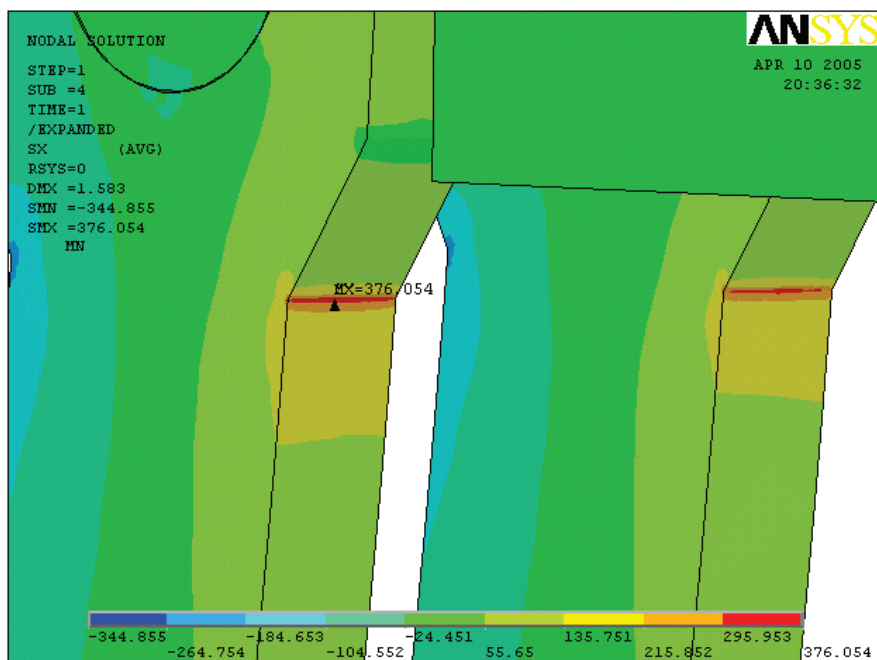 NODAL SOLUTION
STEP=1
SUB =4
TIME=1
/EXPANDED
SX (AVG)
RSYS=0
DMX =1.583
SMN =-344.855
SMX =376.054
MN
ANSYS
APR 10 2005
20:36:32
MX=376.054
-344.855 -184.653 -24.451 135.751 295.953
-264.754 -104.552 55.65 215.852 376.054